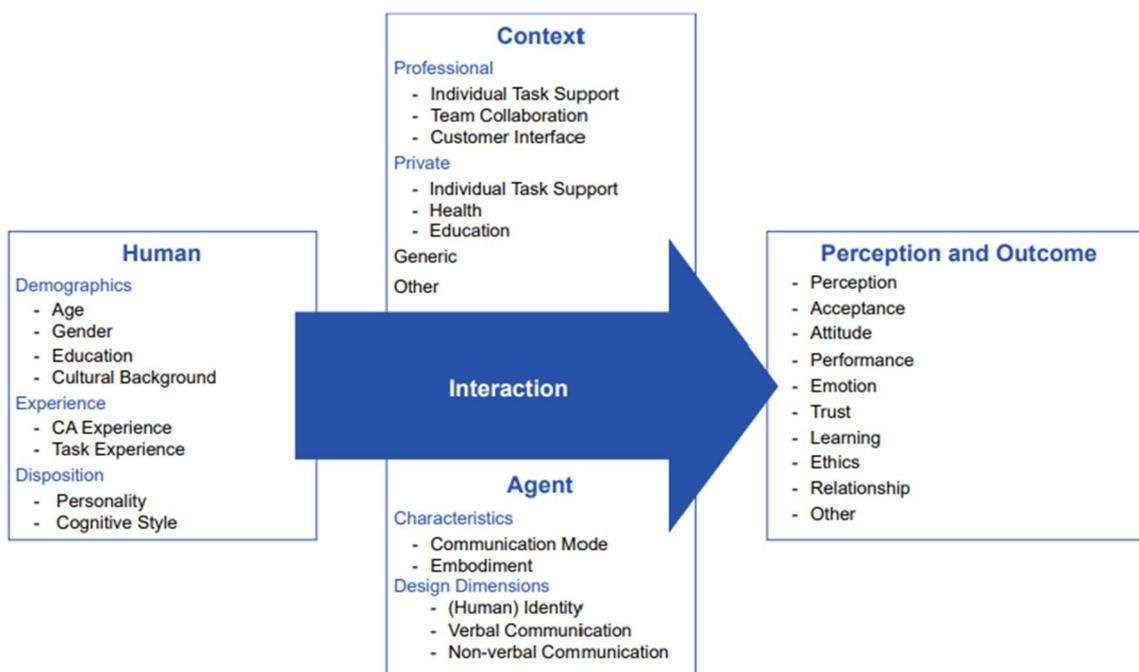 Context
Professional
- Individual Task Support
- Team Collaboration
- Customer Interface
Private
- Individual Task Support
- Health
- Education
Generic
Other
Human
Demographics
- Age
- Gender
- Education
- Cultural Background
Experience
- CA Experience
- Task Experience
Disposition
- Personality
- Cognitive Style
Interaction
Agent
Characteristics
- Communication Mode
- Embodiment
Design Dimensions
- (Human) Identity
- Verbal Communication
- Non-verbal Communication
Perception and Outcome
- Perception
- Acceptance
- Attitude
- Performance
- Emotion
- Trust
- Learning
- Ethics
- Relationship
- Other